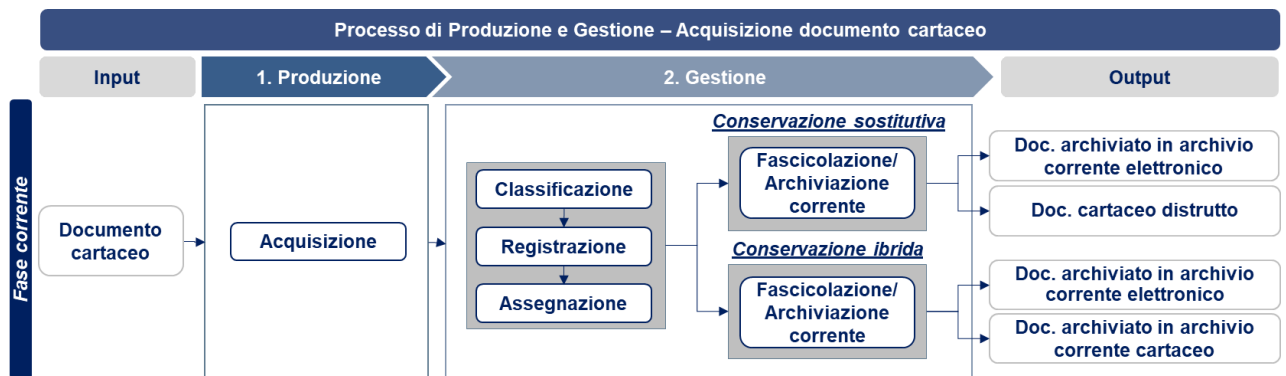 Processo di Produzione e Gestione – Acquisizione documento cartaceo
Input
1. Produzione
2. Gestione
Output
Fase corrente
Documento
cartaceo
Acquisizione
Classificazione
Registrazione
Assegnazione
Conservazione sostitutiva
Fascicolazione/
Archiviazione
corrente
Conservazione ibrida
Fascicolazione/
Archiviazione
corrente
Doc. archiviato in archivio
corrente elettronico
Doc. cartaceo distrutto
Doc. archiviato in archivio
corrente elettronico
Doc. archiviato in archivio
corrente cartaceo